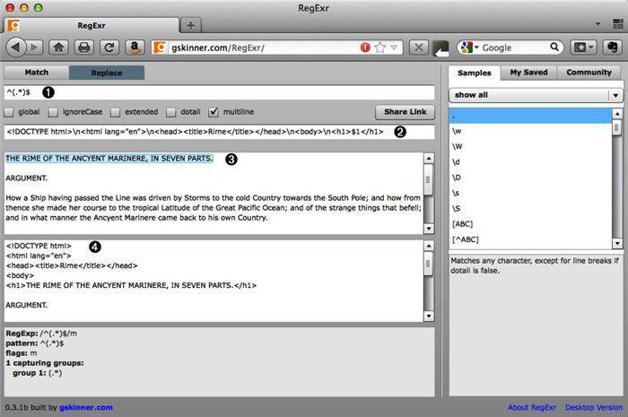 RegExr
RegExr
gskinner.com/RegExr/
Google
Match
Replace
Samples
My Saved
Community
^(.*)$ 1
show all
global
ignoreCase
extended
dotall
multiline
Share Link
<!DOCTYPE html>\n<html lang="en">\n<head><title>Rime</title></head>\n<body>\n<h1>$1</h1> 2
THE RIME OF THE ANCYENT MARINERE, IN SEVEN PARTS. 3
ARGUMENT.
How a Ship having passed the Line was driven by Storms to the cold Country towards the South Pole; and how from
thence she made her course to the tropical Latitude of the Great Pacific Ocean; and of the strange things that befell;
and in what manner the Ancyent Marinere came back to his own Country.
.
\w
\W
\d
\D
\s
\S
[ABC]
[^ABC]
<!DOCTYPE html> 4
<html lang="en">
<head><title>Rime</title></head>
<body>
<h1>THE RIME OF THE ANCYENT MARINERE, IN SEVEN PARTS.</h1>
ARGUMENT.
Matches any character, except for line breaks if
dotall is false.
RegExp: /^(.*)$/m
pattern: ^(.*)$
flags: m
1 capturing groups:
group 1: (.*)
0.3.1b built by gskinner.com
About RegExr
Desktop Version